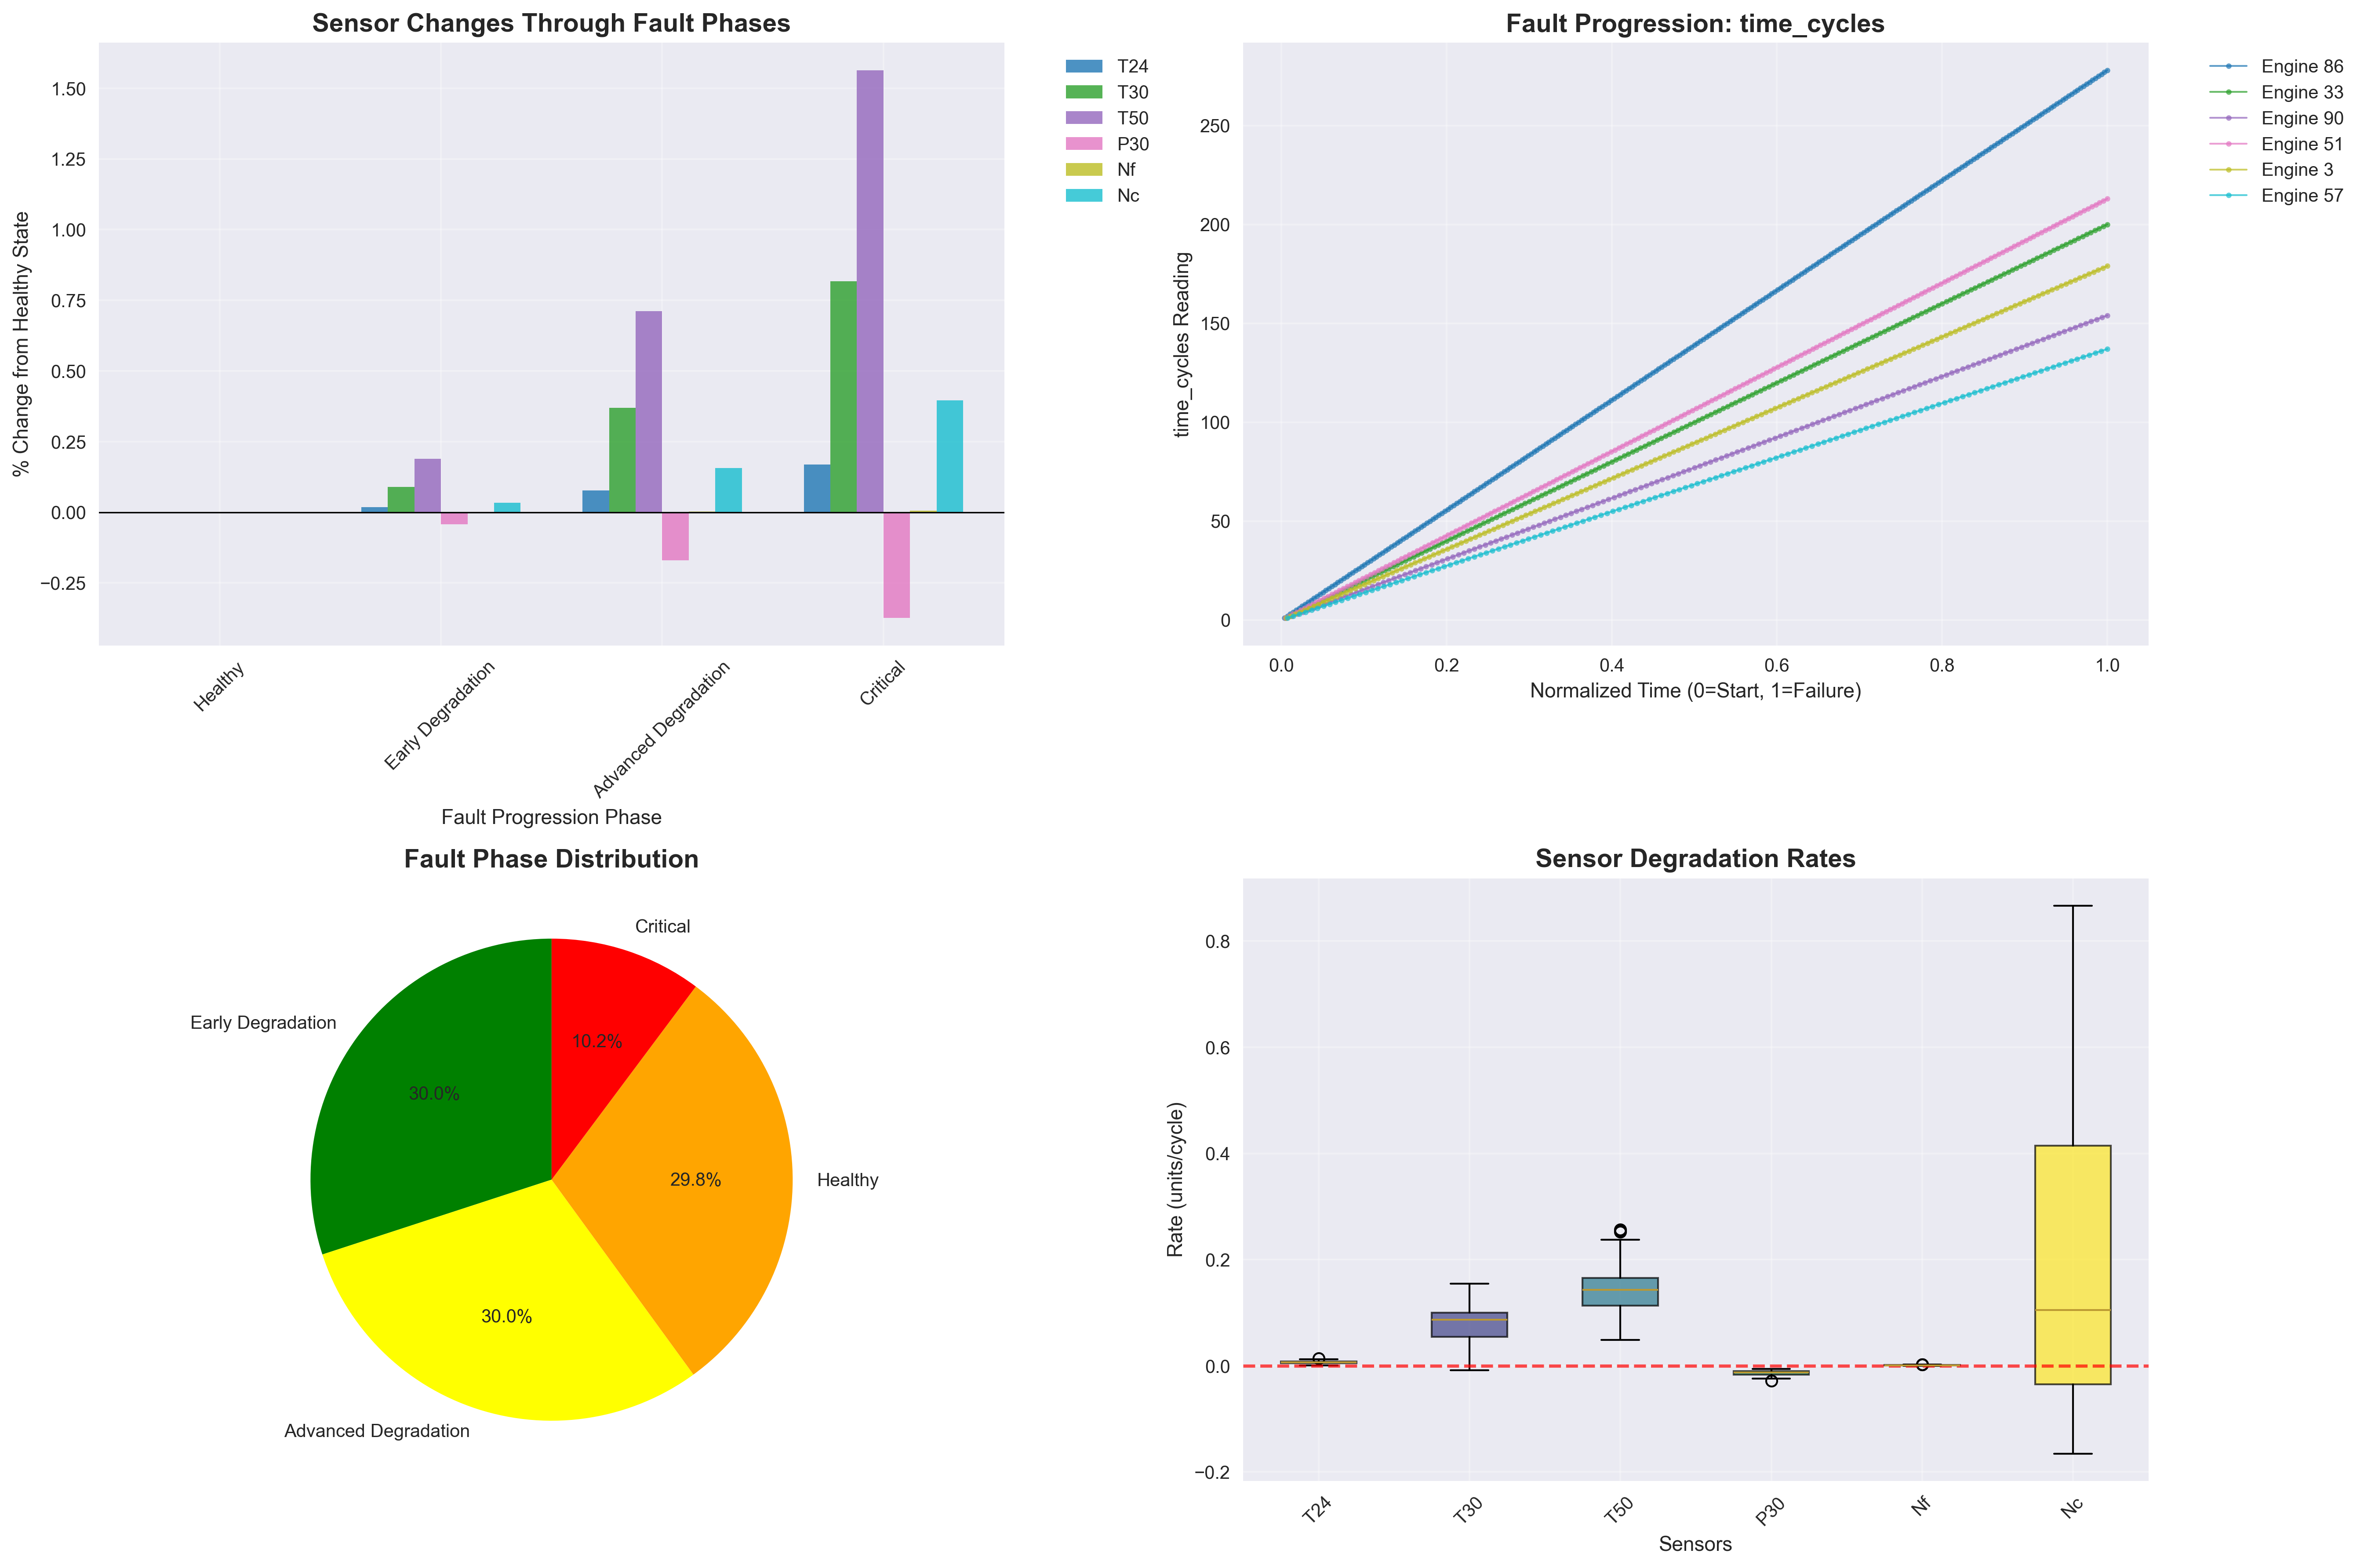 Sensor Changes Through Fault Phases
% Change from Healthy State
1.50
1.25
1.00
0.75
0.50
0.25
0.00
−0.25
Healthy
Early Degradation
Advanced Degradation
Critical
Fault Progression Phase
T24
T30
T50
P30
Nf
Nc
Fault Progression: time_cycles
time_cycles Reading
250
200
150
100
50
0
0.0
0.2
0.4
0.6
0.8
1.0
Normalized Time (0=Start, 1=Failure)
Engine 86
Engine 33
Engine 90
Engine 51
Engine 3
Engine 57
Fault Phase Distribution
Critical
10.2%
Early Degradation
30.0%
29.8%
Healthy
30.0%
Advanced Degradation
Sensor Degradation Rates
Rate (units/cycle)
0.8
0.6
0.4
0.2
0.0
−0.2
T24
T30
T50
P30
Nf
Nc
Sensors